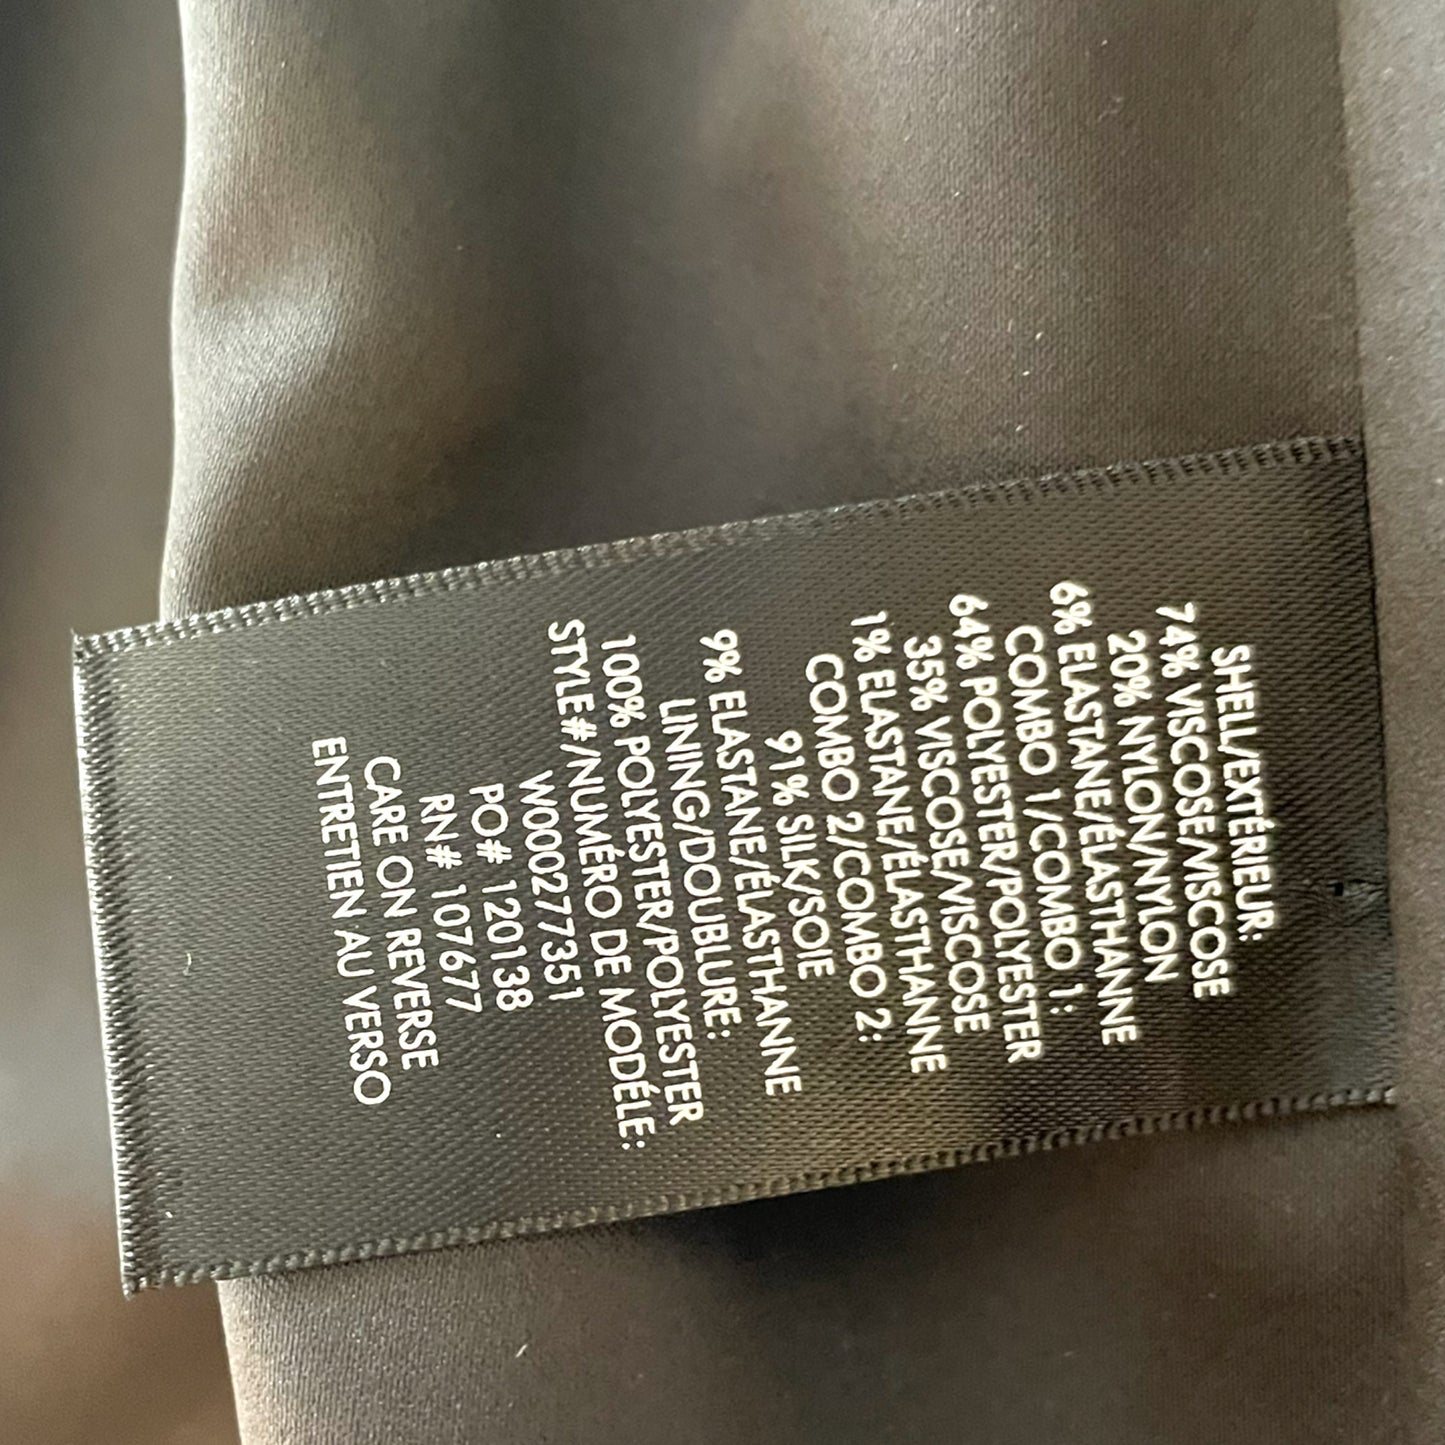 SHELL/EXTÉRIEUR:
74% VISCOSE/VISCOSE
20% NYLON/NYLON
6% ELASTANE/ÉLASTHANNE
COMBO 1/COMBO 1:
64% POLYESTER/POLYESTER
35% VISCOSE/VISCOSE
1% ELASTANE/ÉLASTHANNE
COMBO 2/COMBO 2:
91% SILK/SOIE
9% ELASTANE/ÉLASTHANNE
LINING/DOUBLURE:
100% POLYESTER/POLYESTER
STYLE#/NUMÉRO DE MODÉLE:
W000277351
PO# 120138
RN# 107677
CARE ON REVERSE
ENTRETIEN AU VERSO